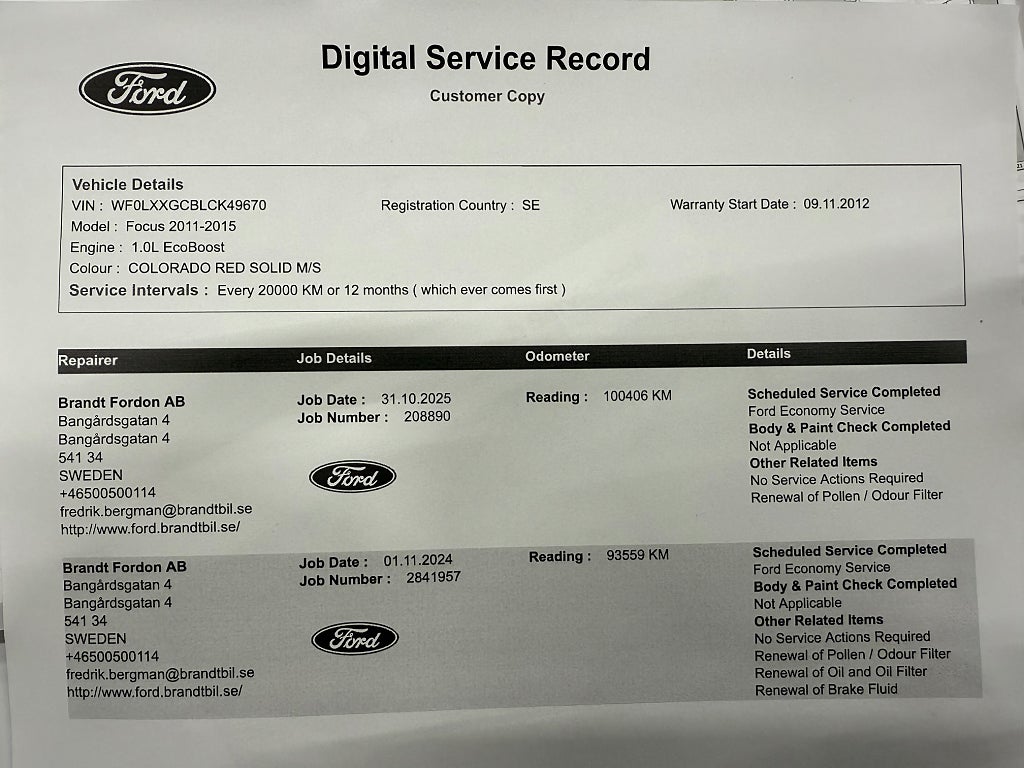 Digital Service Record
Customer Copy
Ford
Vehicle Details
VIN : WF0LXXGCBLCK49670 Registration Country : SE Warranty Start Date : 09.11.2012
Model : Focus 2011-2015
Engine : 1.0L EcoBoost
Colour : COLORADO RED SOLID M/S
Service Intervals : Every 20000 KM or 12 months ( which ever comes first )
Repairer Job Details Odometer Details
Brandt Fordon AB
Bangårdsgatan 4
Bangårdsgatan 4
541 34
SWEDEN
+46500500114
fredrik.bergman@brandtbil.se
http://www.ford.brandtbil.se/
Job Date : 31.10.2025
Job Number : 208890
Ford
Reading : 100406 KM
Scheduled Service Completed
Ford Economy Service
Body & Paint Check Completed
Not Applicable
Other Related Items
No Service Actions Required
Renewal of Pollen / Odour Filter
Brandt Fordon AB
Bangårdsgatan 4
Bangårdsgatan 4
541 34
SWEDEN
+46500500114
fredrik.bergman@brandtbil.se
http://www.ford.brandtbil.se/
Job Date : 01.11.2024
Job Number : 2841957
Ford
Reading : 93559 KM
Scheduled Service Completed
Ford Economy Service
Body & Paint Check Completed
Not Applicable
Other Related Items
No Service Actions Required
Renewal of Pollen / Odour Filter
Renewal of Oil and Oil Filter
Renewal of Brake Fluid